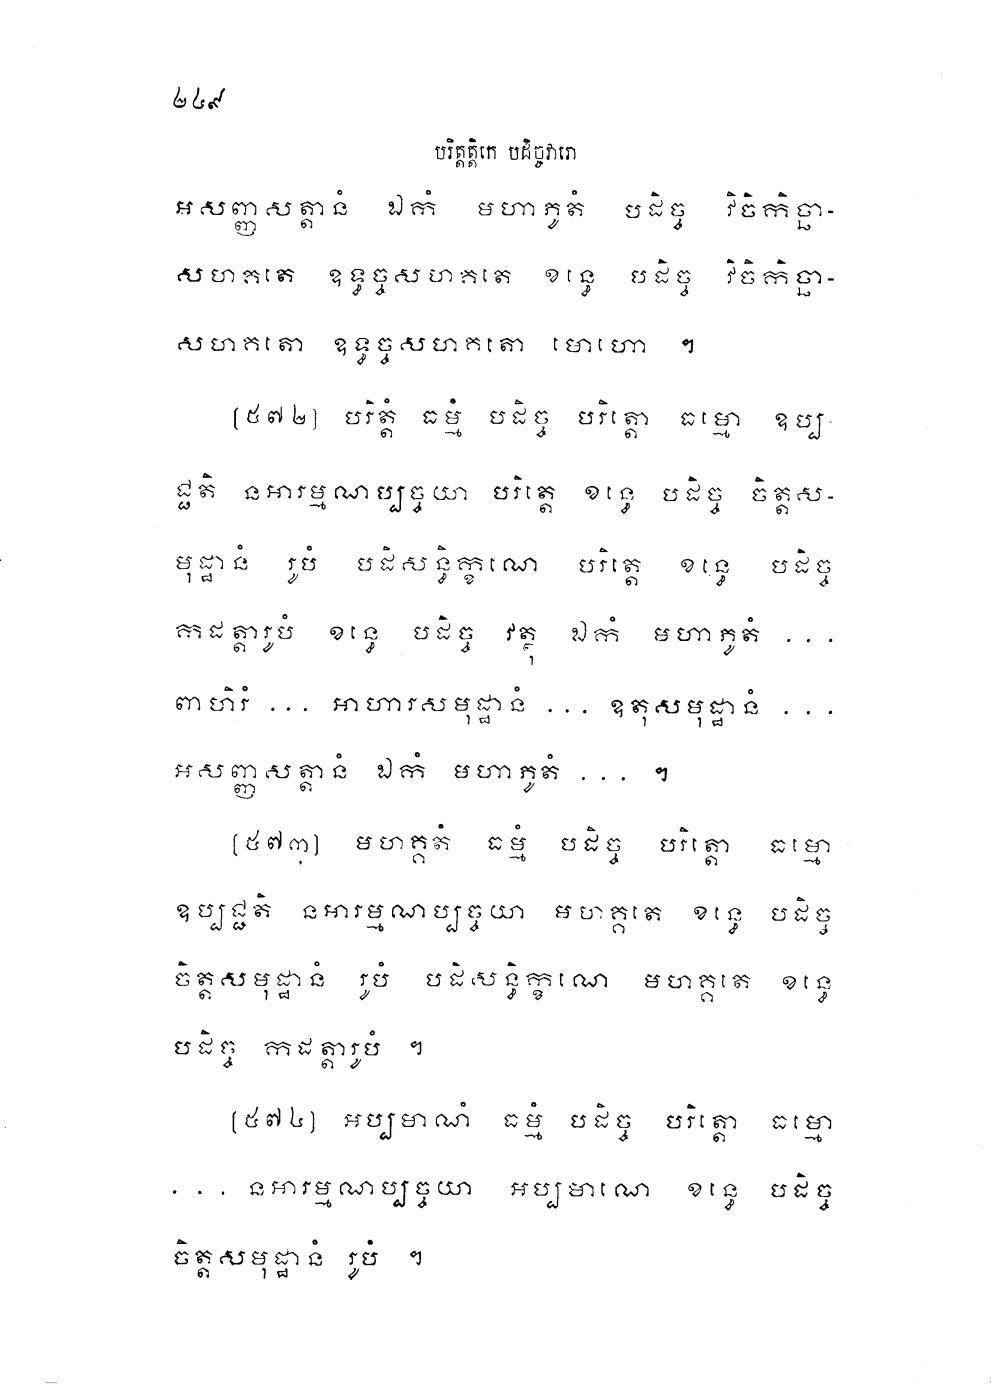 ២៤៩
បរិត្តត្តិកេ បដិច្ចវារោ
អសញ្ញសត្តានំ ឯកំ មហាភូតំ បដិច្ច វិចិកិច្ឆា-
សហគតេ ឧទ្ធច្ចសហគតេ ខន្ធេ បដិច្ច វិចិកិច្ឆា-
សហគតោ ឧទ្ធច្ចសហគតោ មោហោ ។
[៥៧២] បរិត្តំ ធម្មំ បដិច្ច បរិត្តោ ធម្មោ ឧប្ប-
ជ្ជតិ នអារម្មណប្បច្ចយា បរិត្តេ ខន្ធេ បដិច្ច ចិត្តស-
មុដ្ឋានំ រូបំ បដិសន្ធិក្ខណេ បរិត្តេ ខន្ធេ បដិច្ច
កដត្តារូបំ ខន្ធេ បដិច្ច វត្ថុ ឯកំ មហាភូតំ . . .
ពាហិរំ . . . អាហារសមុដ្ឋានំ . . . ឧតុសមុដ្ឋានំ . . .
អសញ្ញសត្តានំ ឯកំ មហាភូតំ . . . ។
[៥៧៣] មហគ្គតំ ធម្មំ បដិច្ច បរិត្តោ ធម្មោ
ឧប្បជ្ជតិ នអារម្មណប្បច្ចយា មហគ្គតេ ខន្ធេ បដិច្ច
ចិត្តសមុដ្ឋានំ រូបំ បដិសន្ធិក្ខណេ មហគ្គតេ ខន្ធេ
បដិច្ច កដត្តារូបំ ។
[៥៧៤] អប្បមាណំ ធម្មំ បដិច្ច បរិត្តោ ធម្មោ
. . . នអារម្មណប្បច្ចយា អប្បមាណេ ខន្ធេ បដិច្ច
ចិត្តសមុដ្ឋានំ រូបំ ។